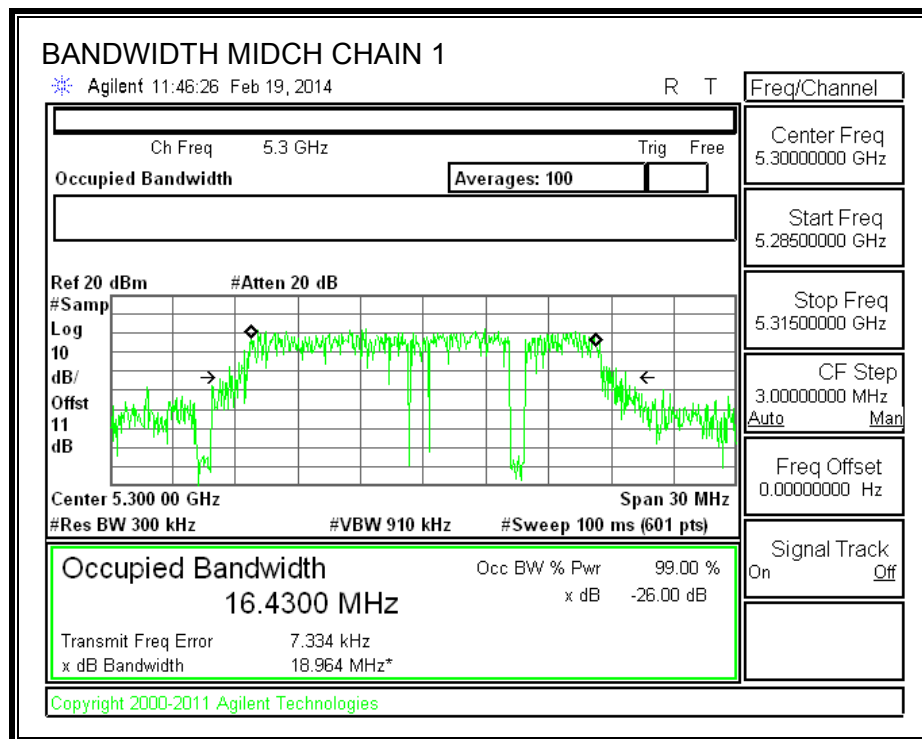 BANDWIDTH MIDCH CHAIN 1
Agilent 11:46:26 Feb 19, 2014 R T
Ch Freq 5.3 GHz Trig Free
Occupied Bandwidth Averages: 100
Ref 20 dBm #Atten 20 dB
#Samp
Log
10
dB/
Offst
11
dB
Center 5.300 00 GHz Span 30 MHz
#Res BW 300 kHz #VBW 910 kHz #Sweep 100 ms (601 pts)
Occupied Bandwidth Occ BW % Pwr 99.00 %
16.4300 MHz x dB -26.00 dB
Transmit Freq Error 7.334 kHz
x dB Bandwidth 18.964 MHz*
Copyright 2000-2011 Agilent Technologies
Freq/Channel
Center Freq
5.30000000 GHz
Start Freq
5.28500000 GHz
Stop Freq
5.31500000 GHz
CF Step
3.00000000 MHz
Auto Man
Freq Offset
0.00000000 Hz
Signal Track
On Off